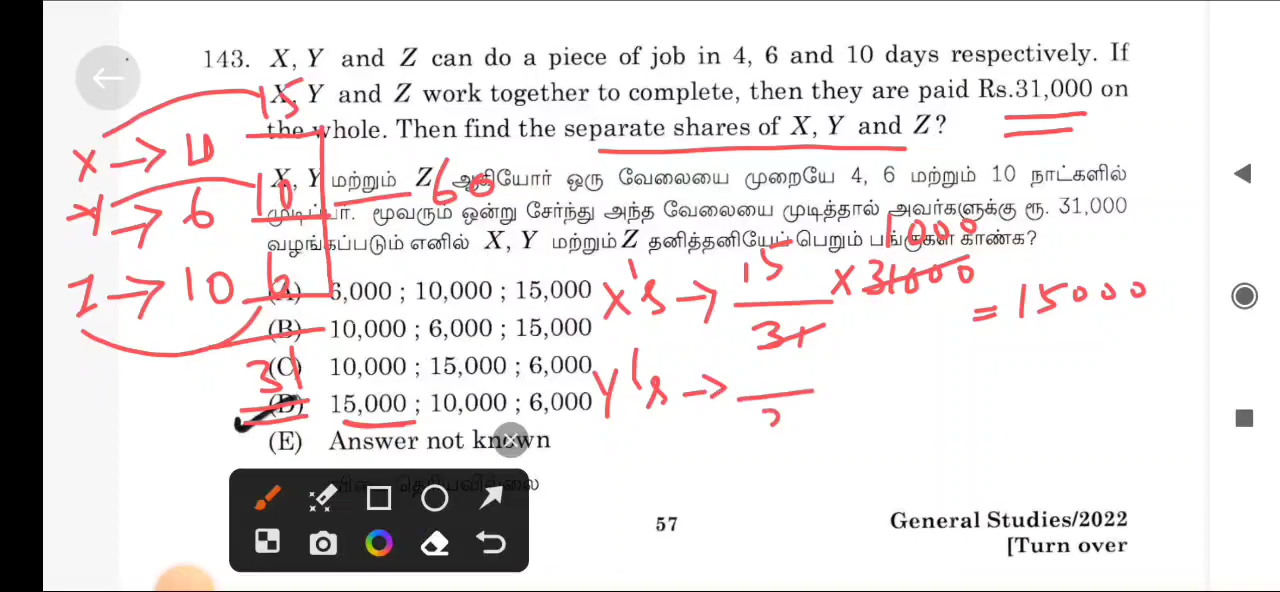 143. X, Y and Z can do a piece of job in 4, 6 and 10 days respectively. If
X, Y and Z work together to complete, then they are paid Rs.31,000 on
the whole. Then find the separate shares of X, Y and Z?
X, Y மற்றும் Z ஆகியோர் ஒரு வேலையை முறையே 4, 6 மற்றும் 10 நாட்களில்
மூவரும் ஒன்று சேர்ந்து அந்த வேலையை முடித்தால் அவர்களுக்கு ரூ. 31,000
வழங்கப்படும் எனில் X, Y மற்றும் Z தனித்தனியே பெறும் பங்குகள் காண்க?
(A) 6,000 ; 10,000 ; 15,000
(B) 10,000 ; 6,000 ; 15,000
(C) 10,000 ; 15,000 ; 6,000
(D) 15,000 ; 10,000 ; 6,000
(E) Answer not known
57
General Studies/2022
[Turn over
15
X → 4
60
Y → 6 10
Z → 10 6
31
1000
X's → 15/31 × 31000 = 15000
Y's →